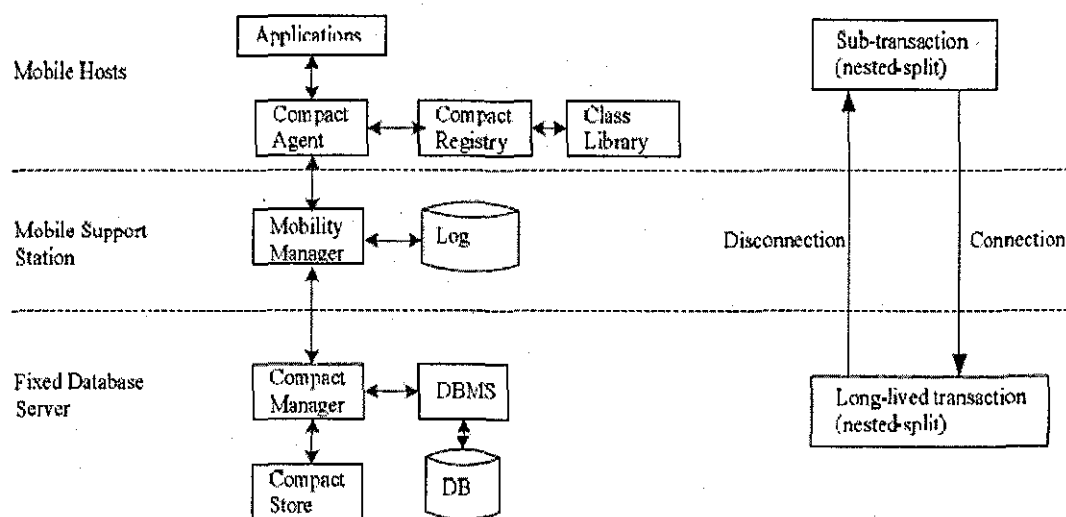 Applications
Sub-transaction
(nested-split)
Mobile Hosts
Compact
Agent
Compact
Registry
Class
Library
Mobile Support
Station
Mobility
Manager
Log
Disconnection
Connection
Fixed Database
Server
Compact
Manager
DBMS
Long-lived transaction
(nested-split)
Compact
Store
DB